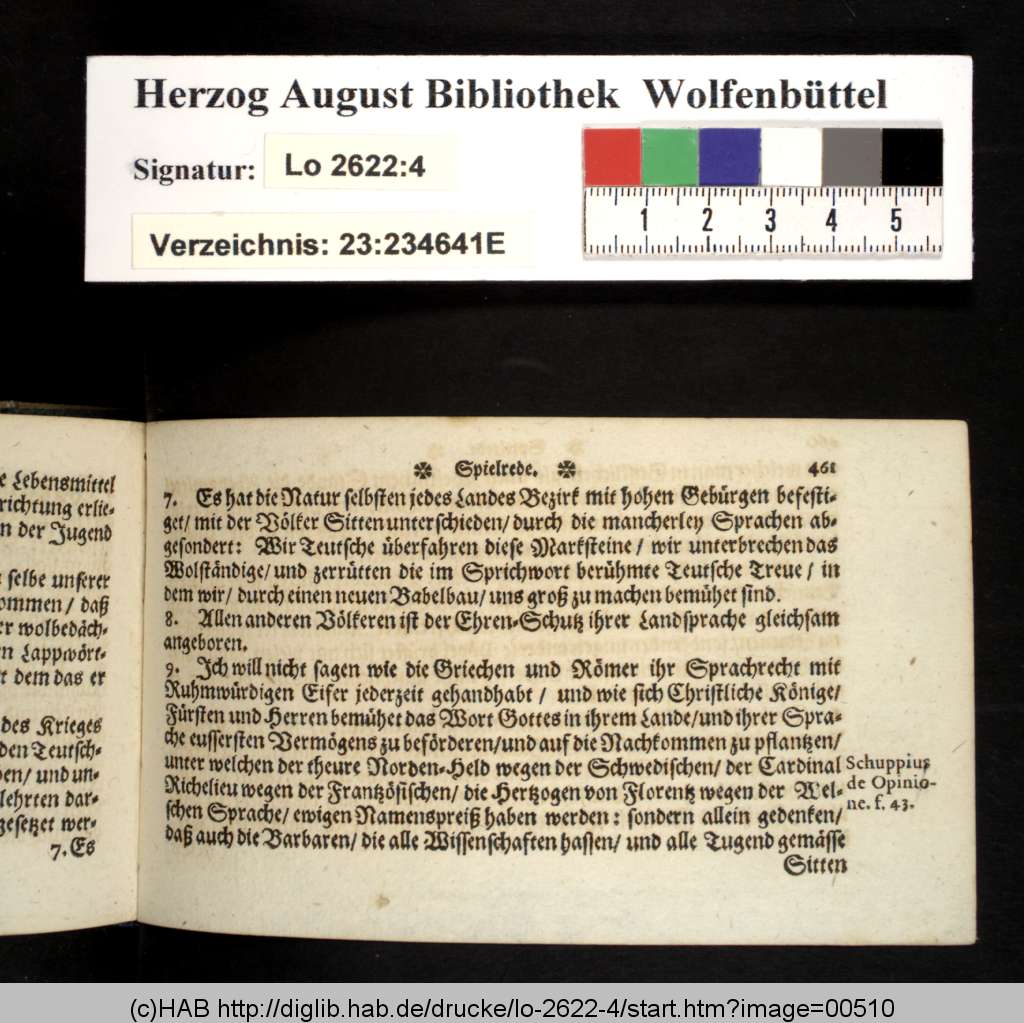 Herzog August Bibliothek Wolfenbüttel
Signatur: Lo 2622:4
1 2 3 4 5
Verzeichnis: 23:234641E
e Lebensmittel
richtung erlie-
n der Jugend
selbe unserer
ommen/ daß
er wolbedäch-
n Lappwört-
t dem das er
des Krieges
den Teutsch-
en/ und un-
lehrten dar-
gesetzet wer-
7. Es
Spielrede. 461
7. Es hat die Natur selbsten jedes Landes Bezirk mit hohen Gebürgen befesti-
get/ mit der Völker Sitten unterschieden/ durch die mancherley Sprachen ab-
gesondert: Wir Teutsche überfahren diese Marksteine/ wir unterbrechen das
Wolständige/ und zerrütten die im Sprichwort berühmte Teutsche Treue/ in
dem wir/ durch einen neuen Babelbau/ uns groß zu machen bemühet sind.
8. Allen anderen Völkeren ist der Ehren-Schutz ihrer Landsprache gleichsam
angeboren.
9. Ich will nicht sagen wie die Griechen und Römer ihr Sprachrecht mit
Ruhmwürdigen Eifer jederzeit gehandhabt/ und wie sich Christliche Könige/
Fürsten und Herren bemühet das Wort Gottes in ihrem Lande/ und ihrer Spra-
che eussersten Vermögens zu beförderen/ und auf die Nachkommen zu pflantzen/
unter welchen der theure Norden-Held wegen der Schwedischen/ der Cardinal
Richelieu wegen der Frantzösischen/ die Hertzogen von Florentz wegen der Wel-
schen Sprache/ ewigen Namenspreiß haben werden: sondern allein gedenken/
daß auch die Barbaren/ die alle Wissenschaften hassen/ und alle Tugend gemässe
Sitten
Schuppius
de Opinio-
ne. f. 43.
(c)HAB http://diglib.hab.de/drucke/lo-2622-4/start.htm?image=00510